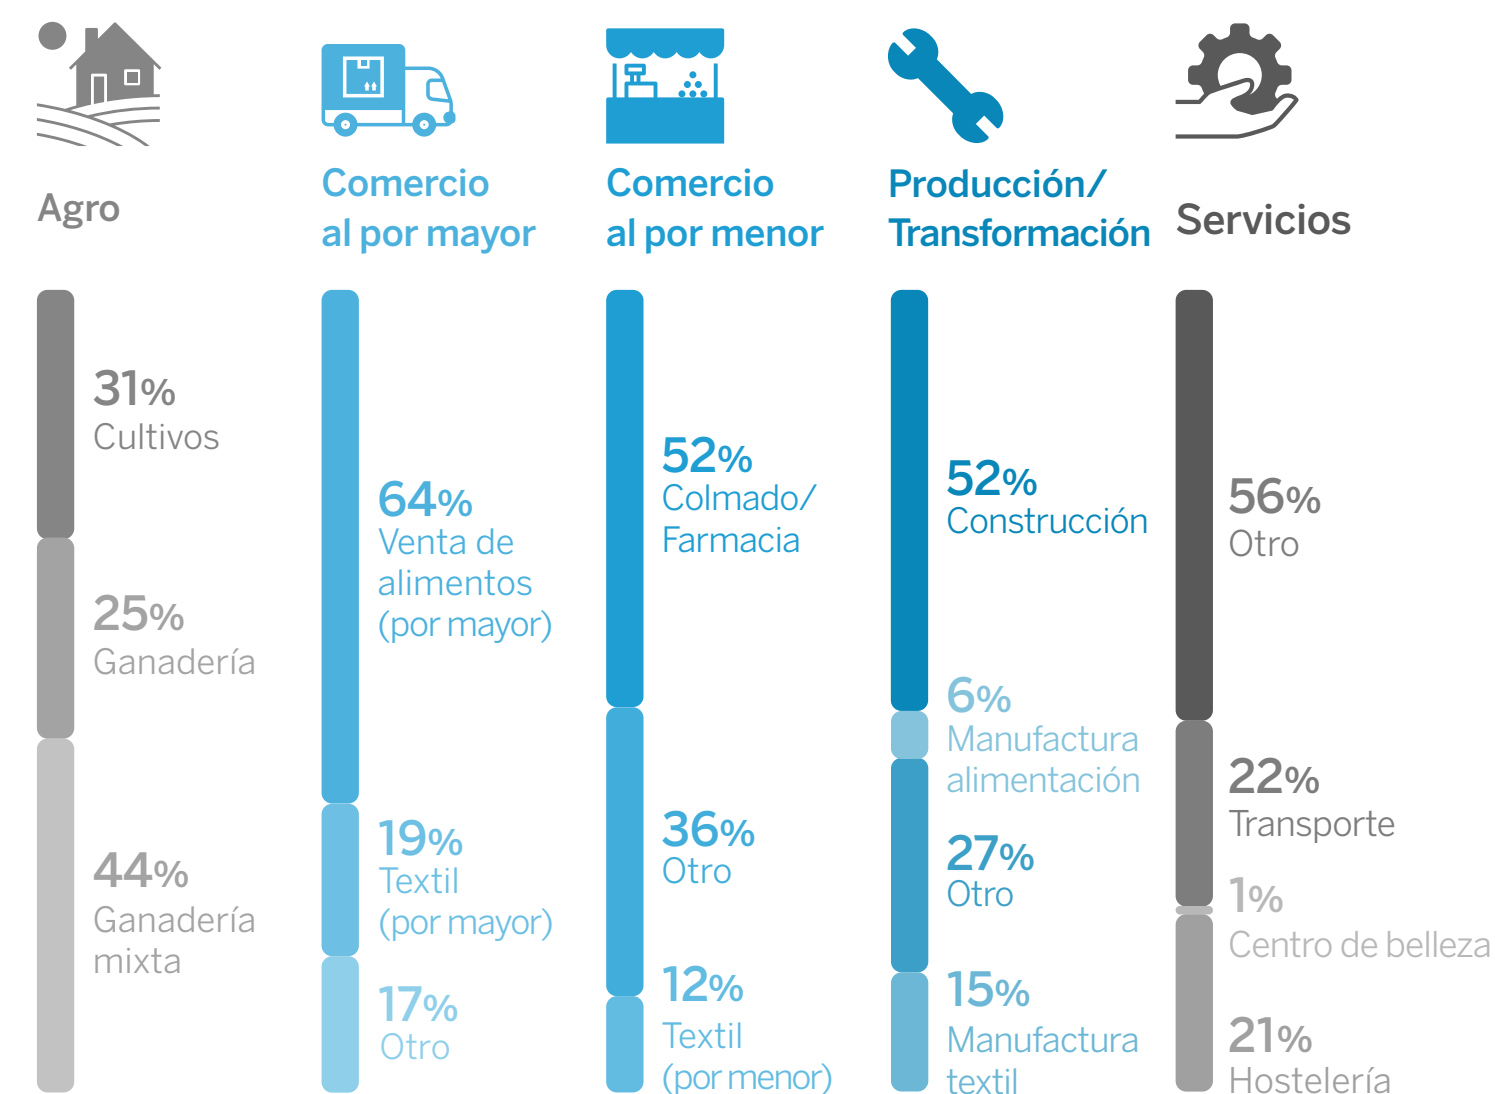 Agro
31%
Cultivos
25%
Ganadería
44%
Ganadería
mixta
Comercio
al por mayor
64%
Venta de
alimentos
(por mayor)
19%
Textil
(por mayor)
17%
Otro
Comercio
al por menor
52%
Colmado/
Farmacia
36%
Otro
12%
Textil
(por menor)
Producción/
Transformación
52%
Construcción
6%
Manufactura
alimentación
27%
Otro
15%
Manufactura
textil
Servicios
56%
Otro
22%
Transporte
1%
Centro de belleza
21%
Hostelería